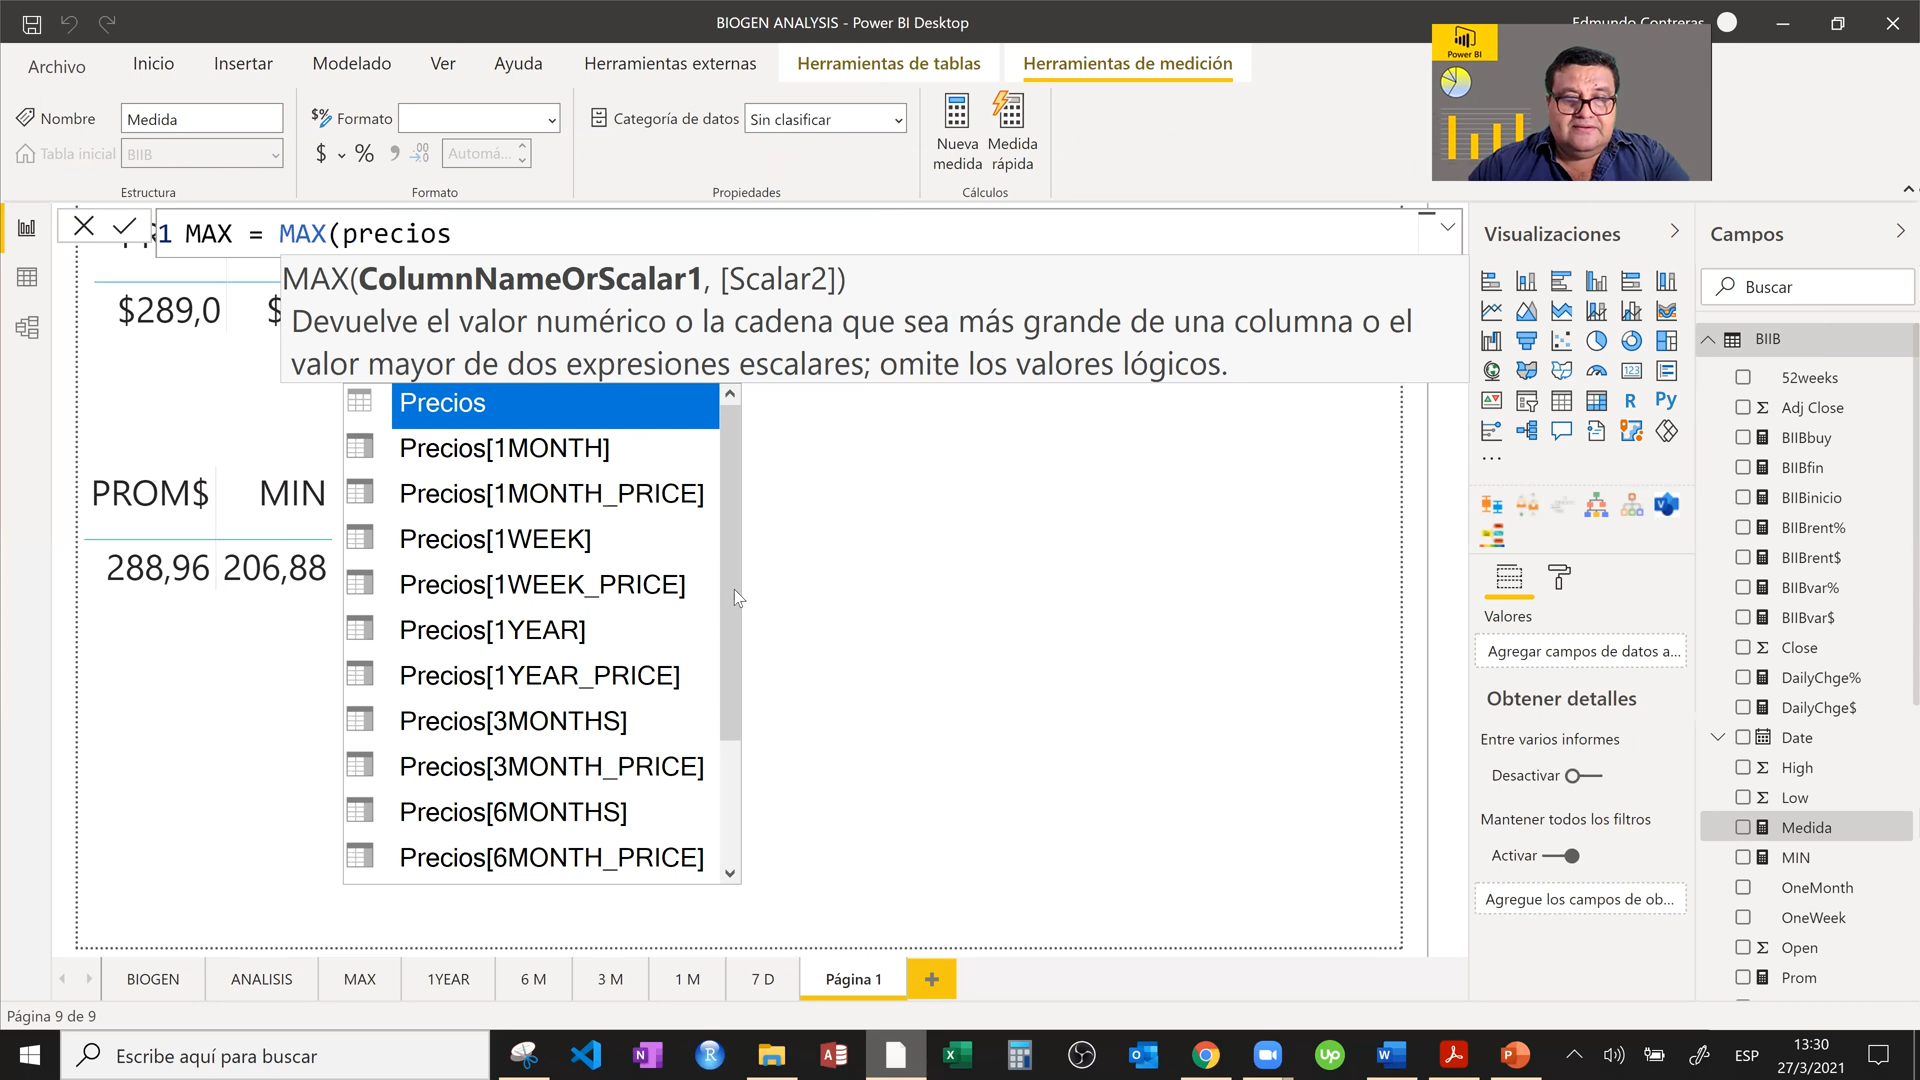 BIOGEN ANALYSIS - Power BI Desktop
Edmundo Contreras
Power BI
Archivo
Inicio
Insertar
Modelado
Ver
Ayuda
Herramientas externas
Herramientas de tablas
Herramientas de medición
Nombre
Medida
Formato
Categoría de datos
Sin clasificar
Tabla inicial
BIIB
$ %
Automá...
Nueva medida
Medida rápida
Estructura
Formato
Propiedades
Cálculos
1 MAX = MAX(precios
MAX(ColumnNameOrScalar1, [Scalar2])
Devuelve el valor numérico o la cadena que sea más grande de una columna o el
valor mayor de dos expresiones escalares; omite los valores lógicos.
$289,0
$
PROM$ MIN
288,96 206,88
Precios
Precios[1MONTH]
Precios[1MONTH_PRICE]
Precios[1WEEK]
Precios[1WEEK_PRICE]
Precios[1YEAR]
Precios[1YEAR_PRICE]
Precios[3MONTHS]
Precios[3MONTH_PRICE]
Precios[6MONTHS]
Precios[6MONTH_PRICE]
Visualizaciones
R Py
...
Valores
Agregar campos de datos a...
Obtener detalles
Entre varios informes
Desactivar
Mantener todos los filtros
Activar
Agregue los campos de ob...
Campos
Buscar
BIIB
52weeks
Adj Close
BIIBbuy
BIIBfin
BIIBinicio
BIIBrent%
BIIBrent$
BIIBvar%
BIIBvar$
Close
DailyChge%
DailyChge$
Date
High
Low
Medida
MIN
OneMonth
OneWeek
Open
Prom
BIOGEN
ANALISIS
MAX
1YEAR
6 M
3 M
1 M
7 D
Página 1
Página 9 de 9
Escribe aquí para buscar
ESP
13:30
27/3/2021